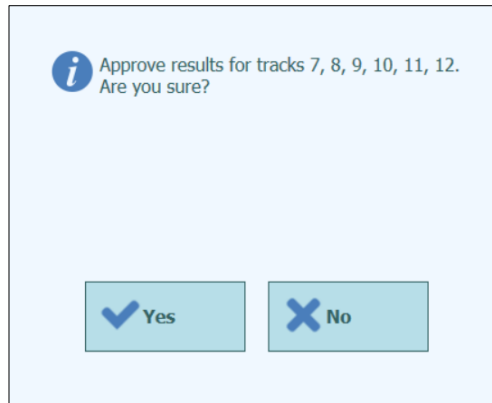 Approve results for tracks 7, 8, 9, 10, 11, 12.
Are you sure?
Yes
No